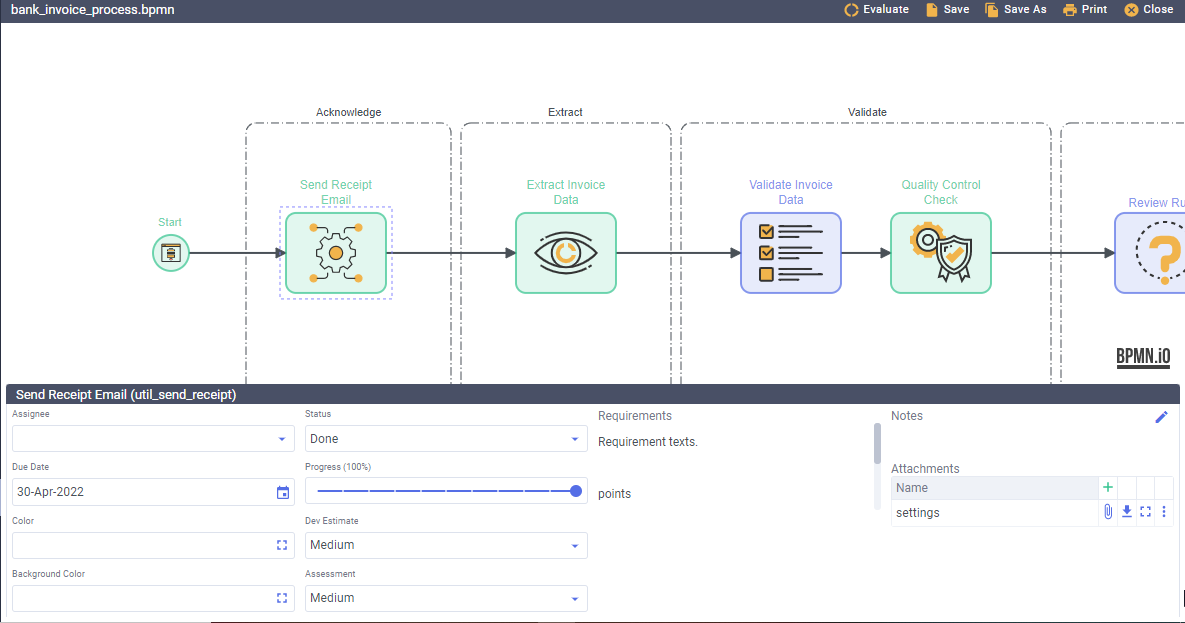 bank_invoice_process.bpmn
Evaluate Save Save As Print Close
Acknowledge Extract Validate
Send Receipt
Email
Extract Invoice
Data
Validate Invoice
Data
Quality Control
Check
Review Ru
Start
BPMN.iO
Send Receipt Email (util_send_receipt)
Assignee
Status
Done
Due Date
30-Apr-2022
Progress (100%)
Color
Dev Estimate
Medium
Background Color
Assessment
Medium
Requirements
Requirement texts.
points
Notes
Attachments
Name
settings